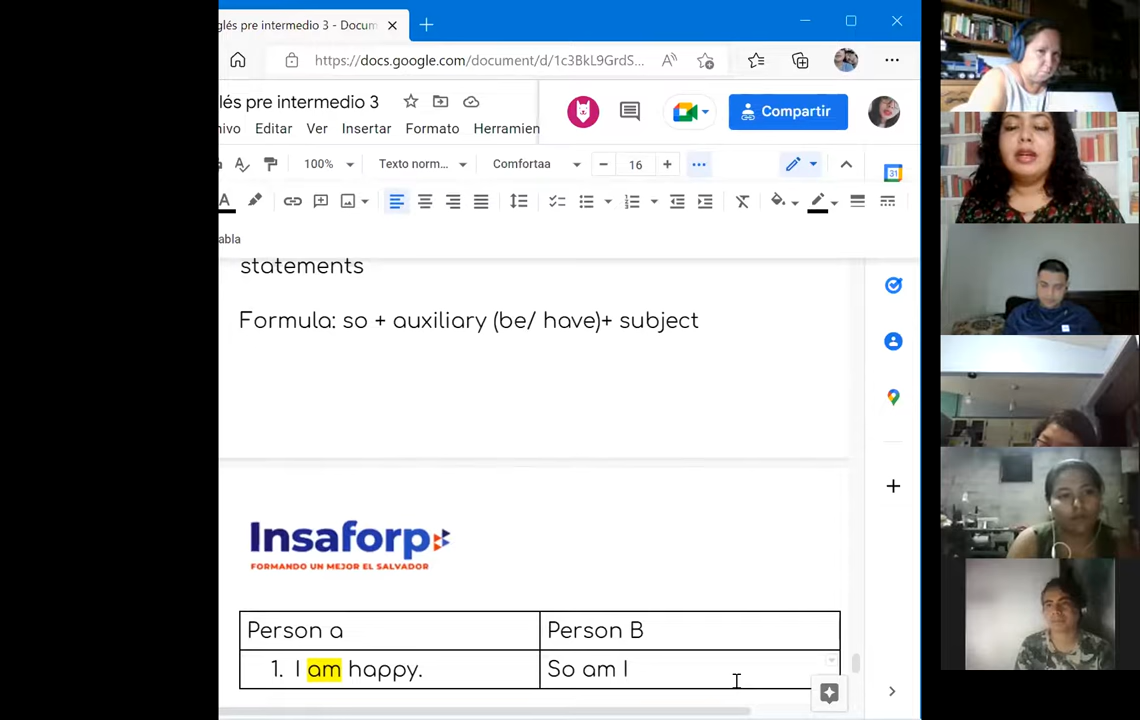 glés pre intermedio 3 - Docum
https://docs.google.com/document/d/1c3BkL9GrdS...
glés pre intermedio 3
Compartir
hivo Editar Ver Insertar Formato Herramien
100% Texto norm... Comfortaa 16
31
abla
statements
Formula: so + auxiliary (be/ have)+ subject
Insaforp
FORMANDO UN MEJOR EL SALVADOR
Person a Person B
1. I am happy. So am I